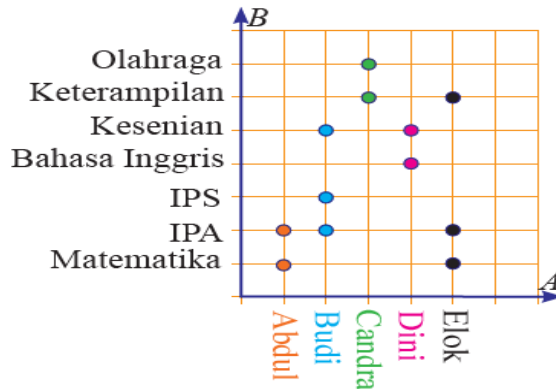 B
Olahraga
Keterampilan
Kesenian
Bahasa Inggris
IPS
IPA
Matematika
A
Abdul
Budi
Candra
Dini
Elok